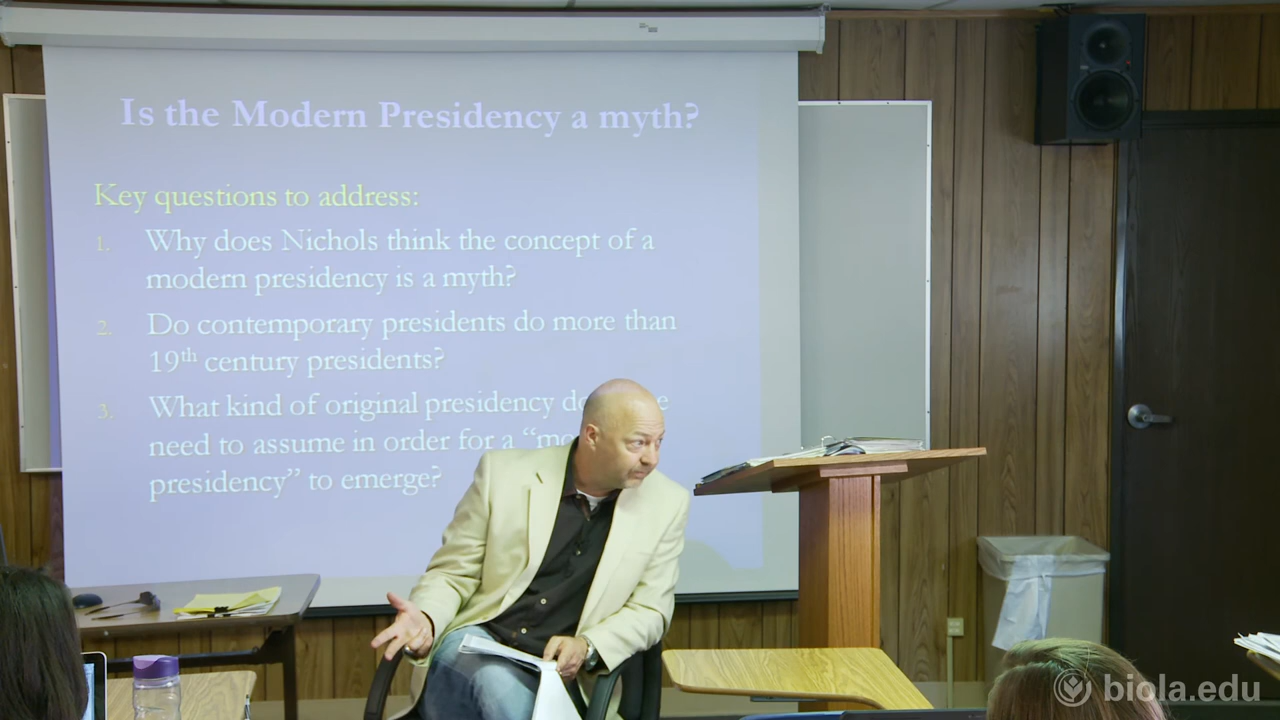 Is the Modern Presidency a myth?
Key questions to address:
1. Why does Nichols think the concept of a
modern presidency is a myth?
2. Do contemporary presidents do more than
19th century presidents?
3. What kind of original presidency
need to assume in order for a
presidency” to emerge?
biola.edu